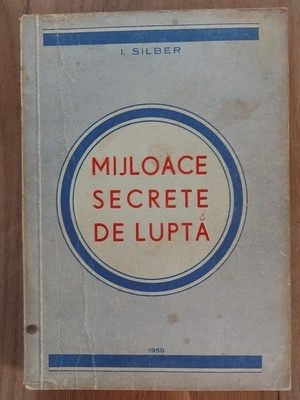 I. SILBER
MIJLOACE
SECRETE
DE LUPTĂ
1950